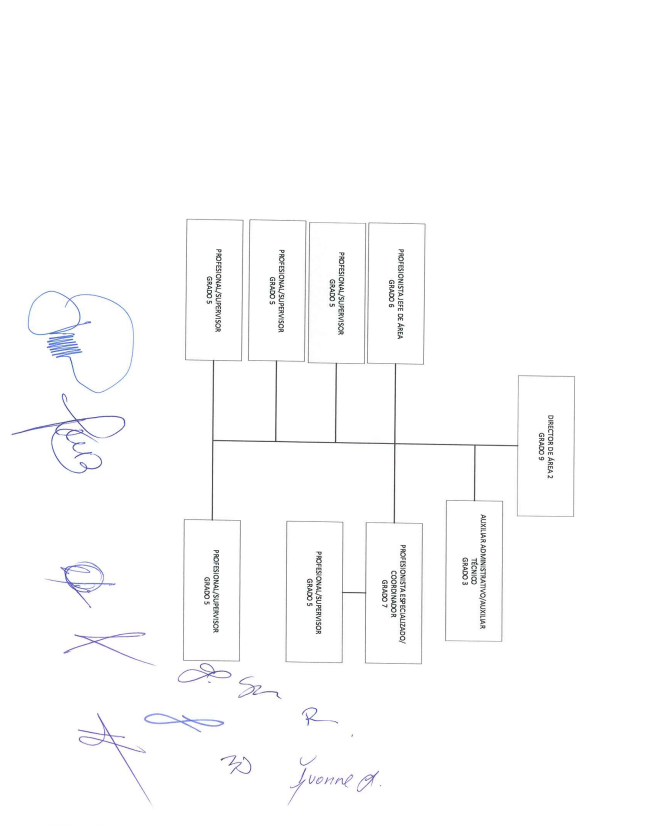 DIRECTOR DE ÁREA 2
GRADO 9
AUXILIAR ADMINISTRATIVO/AUXILIAR
TÉCNICO
GRADO 3
PROFESIONISTA JEFE DE ÁREA
GRADO 6
PROFESIONISTA ESPECIALIZADO/
COORDINADOR
GRADO 7
PROFESIONAL/SUPERVISOR
GRADO 5
PROFESIONAL/SUPERVISOR
GRADO 5
PROFESIONAL/SUPERVISOR
GRADO 5
PROFESIONAL/SUPERVISOR
GRADO 5
PROFESIONAL/SUPERVISOR
GRADO 5
R
Yvonne